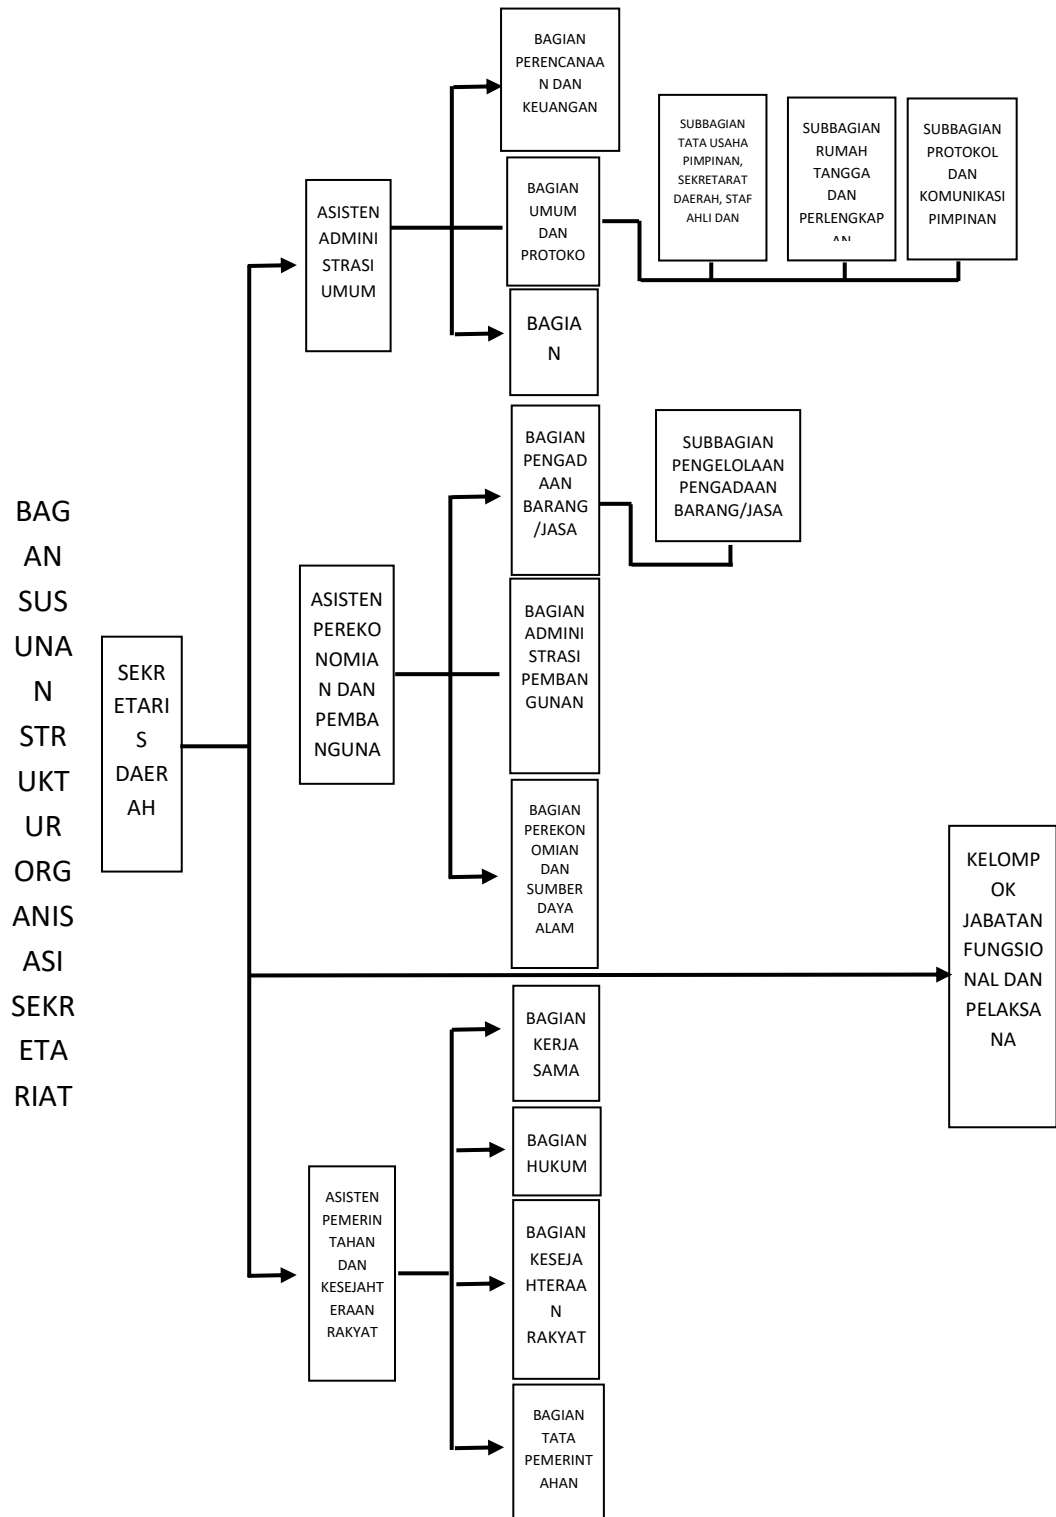 BAG
AN
SUS
UNA
N
STR
UKT
UR
ORG
ANIS
ASI
SEKR
ETA
RIAT
SEKR
ETARI
S
DAER
AH
ASISTEN
ADMINI
STRASI
UMUM
BAGIAN
PERENCANAA
N DAN
KEUANGAN
BAGIAN
UMUM
DAN
PROTOKO
SUBBAGIAN
TATA USAHA
PIMPINAN,
SEKRETARAT
DAERAH, STAF
AHLI DAN
SUBBAGIAN
RUMAH
TANGGA
DAN
PERLENGKAP
AN
SUBBAGIAN
PROTOKOL
DAN
KOMUNIKASI
PIMPINAN
BAGIA
N
ASISTEN
PEREKO
NOMIA
N DAN
PEMBA
NGUNA
BAGIAN
PENGAD
AAN
BARANG
/JASA
SUBBAGIAN
PENGELOLAAN
PENGADAAN
BARANG/JASA
BAGIAN
ADMINI
STRASI
PEMBAN
GUNAN
BAGIAN
PEREKON
OMIAN
DAN
SUMBER
DAYA
ALAM
KELOMP
OK
JABATAN
FUNGSIO
NAL DAN
PELAKSA
NA
ASISTEN
PEMERIN
TAHAN
DAN
KESEJAHT
ERAAN
RAKYAT
BAGIAN
KERJA
SAMA
BAGIAN
HUKUM
BAGIAN
KESEJA
HTERAA
N
RAKYAT
BAGIAN
TATA
PEMERINT
AHAN